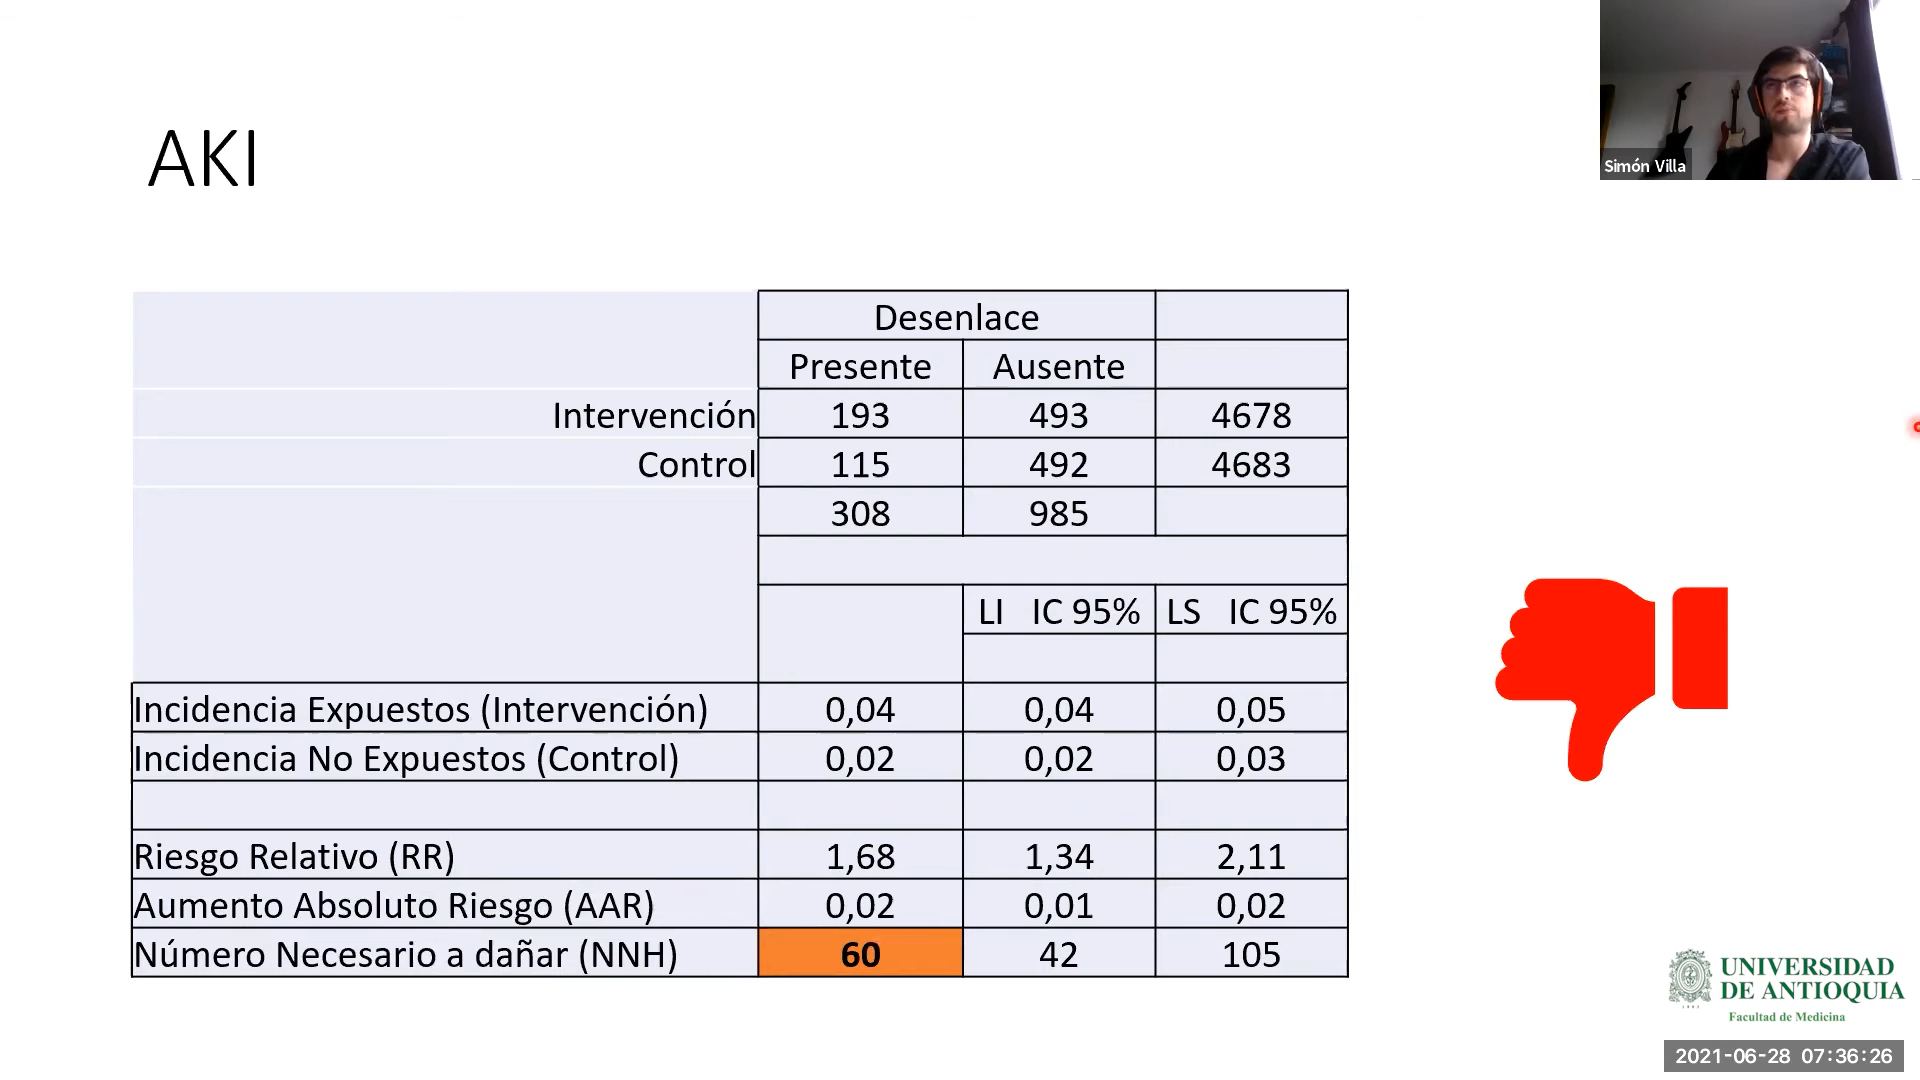 Simón Villa
AKI
Desenlace
Presente Ausente
Intervención 193 493 4678
Control 115 492 4683
308 985
LI IC 95% LS IC 95%
Incidencia Expuestos (Intervención) 0,04 0,04 0,05
Incidencia No Expuestos (Control) 0,02 0,02 0,03
Riesgo Relativo (RR) 1,68 1,34 2,11
Aumento Absoluto Riesgo (AAR) 0,02 0,01 0,02
Número Necesario a dañar (NNH) 60 42 105
UNIVERSIDAD
DE ANTIOQUIA
Facultad de Medicina
2021-06-28 07:36:26